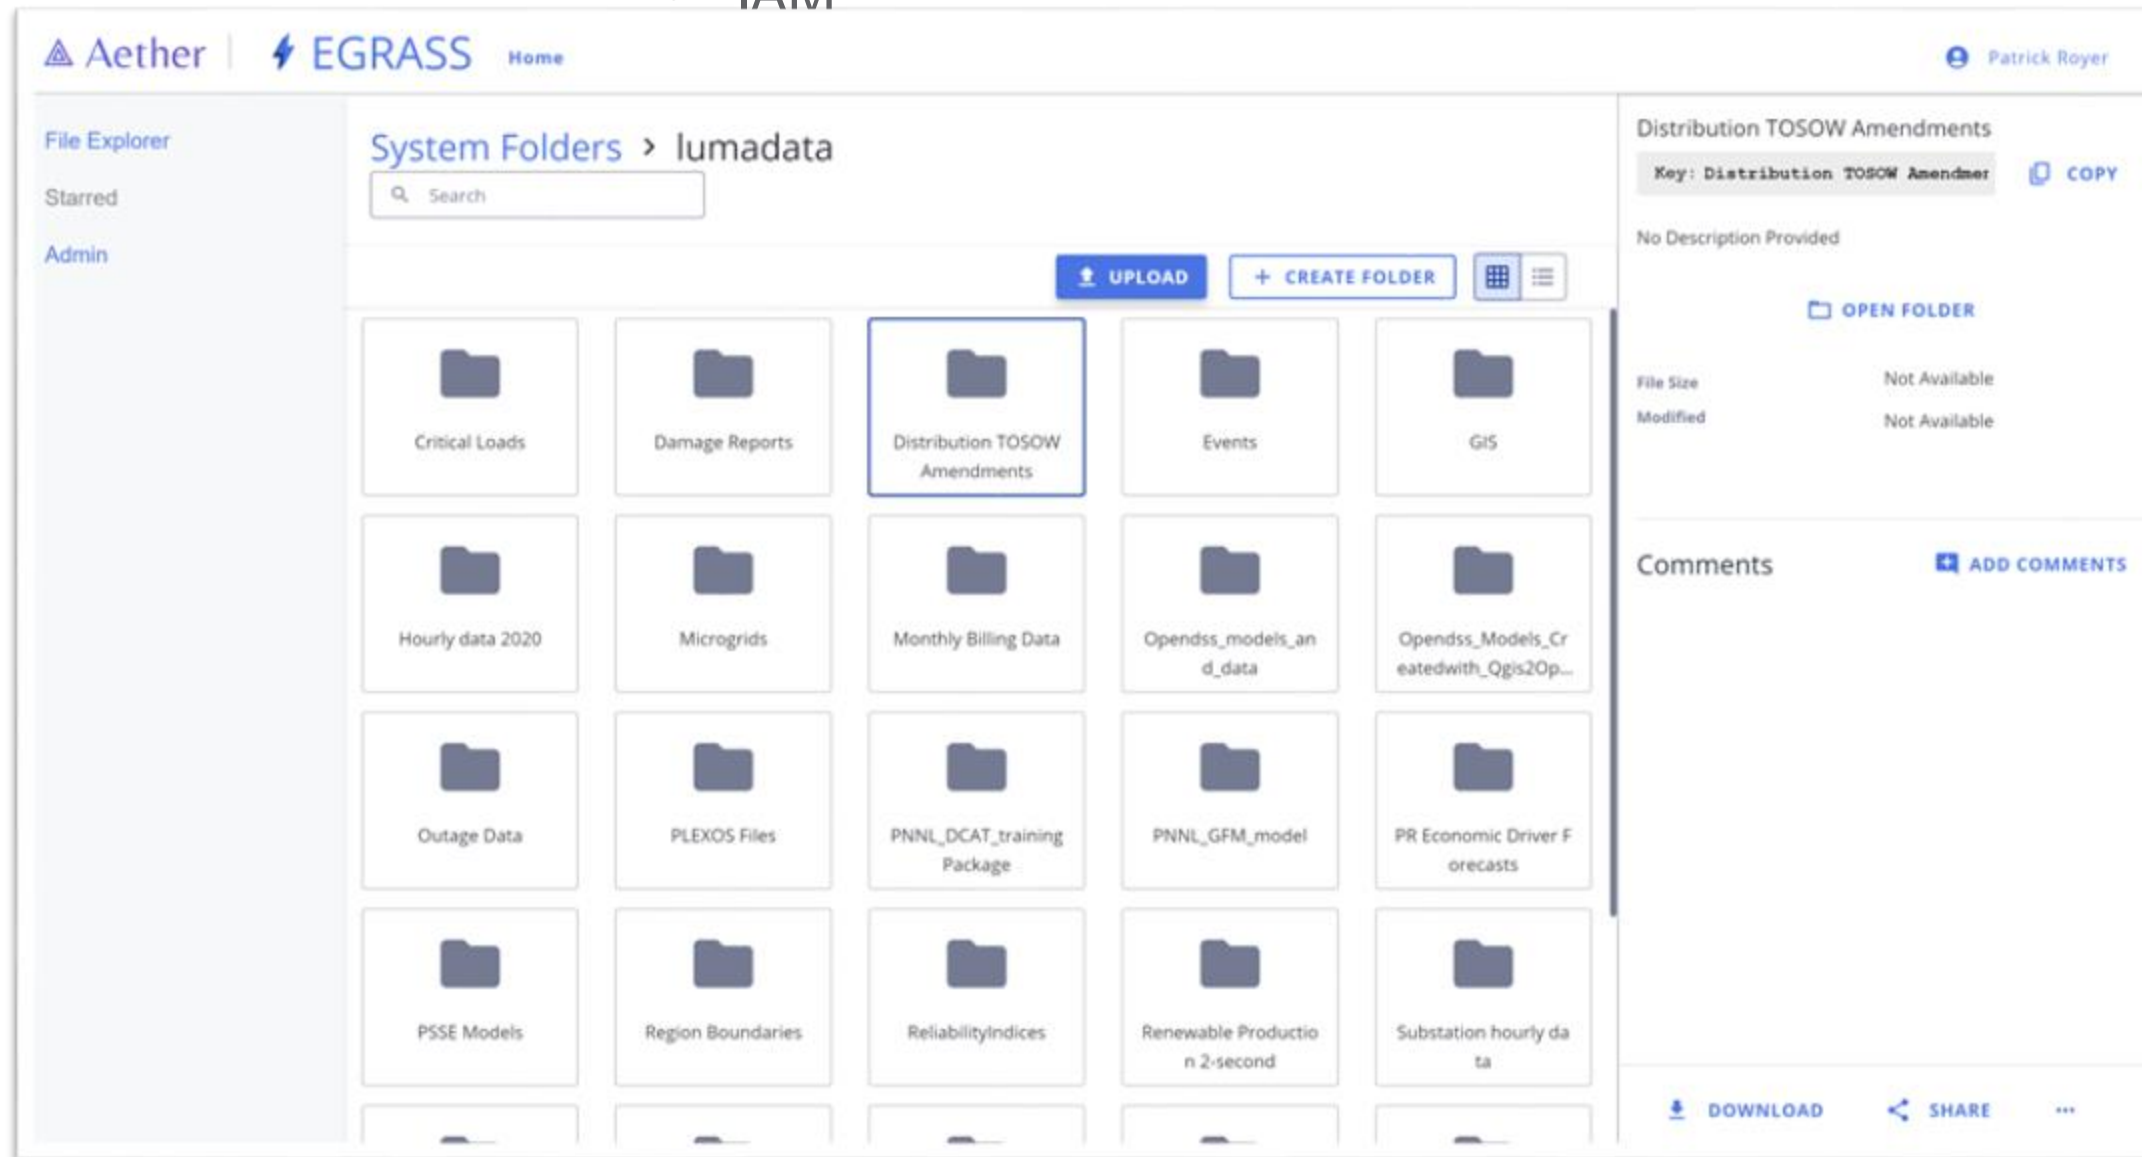 IAM
Aether
EGRASS
Home
Patrick Royer
File Explorer
Starred
Admin
System Folders > lumadata
Search
UPLOAD
+ CREATE FOLDER
Critical Loads
Damage Reports
Distribution TOSOW
Amendments
Events
GIS
Hourly data 2020
Microgrids
Monthly Billing Data
Opendss_models_an
d_data
Opendss_Models_Cr
eatedwith_Qgis2Op...
Outage Data
PLEXOS Files
PNNL_DCAT_training
Package
PNNL_GFM_model
PR Economic Driver F
orecasts
PSSE Models
Region Boundaries
ReliabilityIndices
Renewable Productio
n 2-second
Substation hourly da
ta
Distribution TOSOW Amendments
Key: Distribution TOSOW Amendmer
COPY
No Description Provided
OPEN FOLDER
File Size Not Available
Modified Not Available
Comments
ADD COMMENTS
DOWNLOAD
SHARE
...